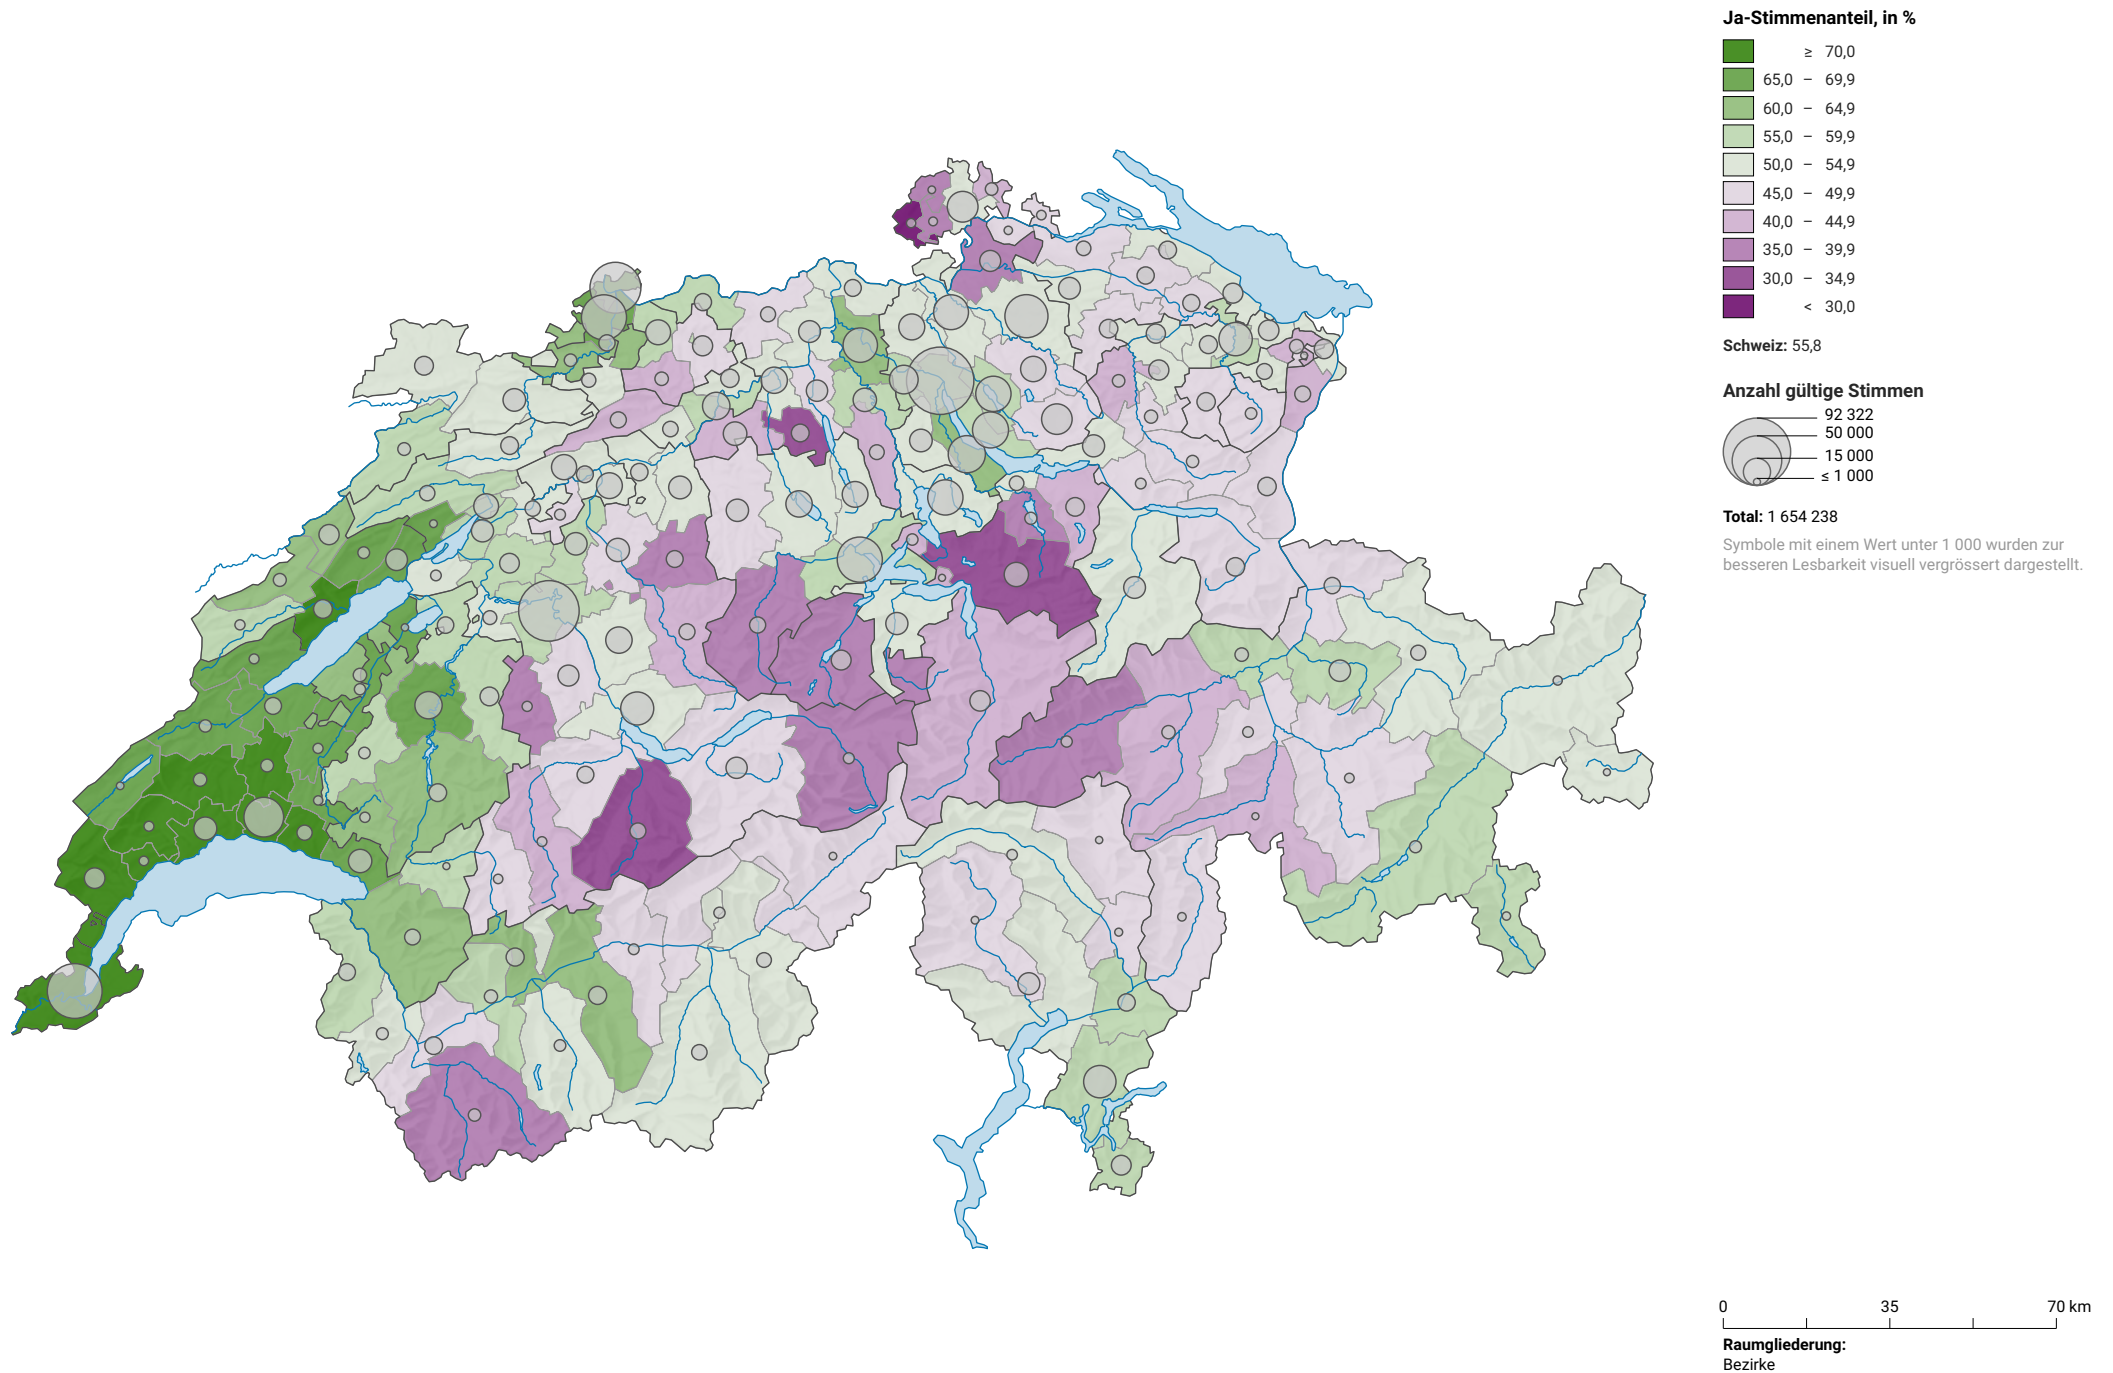 Ja-Stimmenanteil, in %
≥ 70,0
65,0 – 69,9
60,0 – 64,9
55,0 – 59,9
50,0 – 54,9
45,0 – 49,9
40,0 – 44,9
35,0 – 39,9
30,0 – 34,9
< 30,0
Schweiz: 55,8
Anzahl gültige Stimmen
92 322
50 000
15 000
≤ 1 000
Total: 1 654 238
Symbole mit einem Wert unter 1 000 wurden zur
besseren Lesbarkeit visuell vergrössert dargestellt.
0 35 70 km
Raumgliederung:
Bezirke